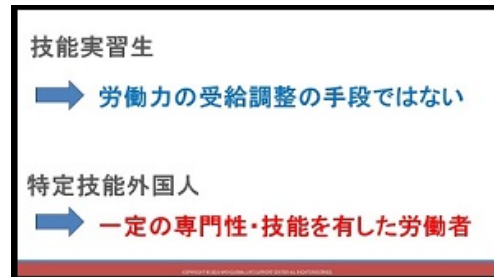 技能実習生
労働力の受給調整の手段ではない
特定技能外国人
一定の専門性・技能を有した労働者